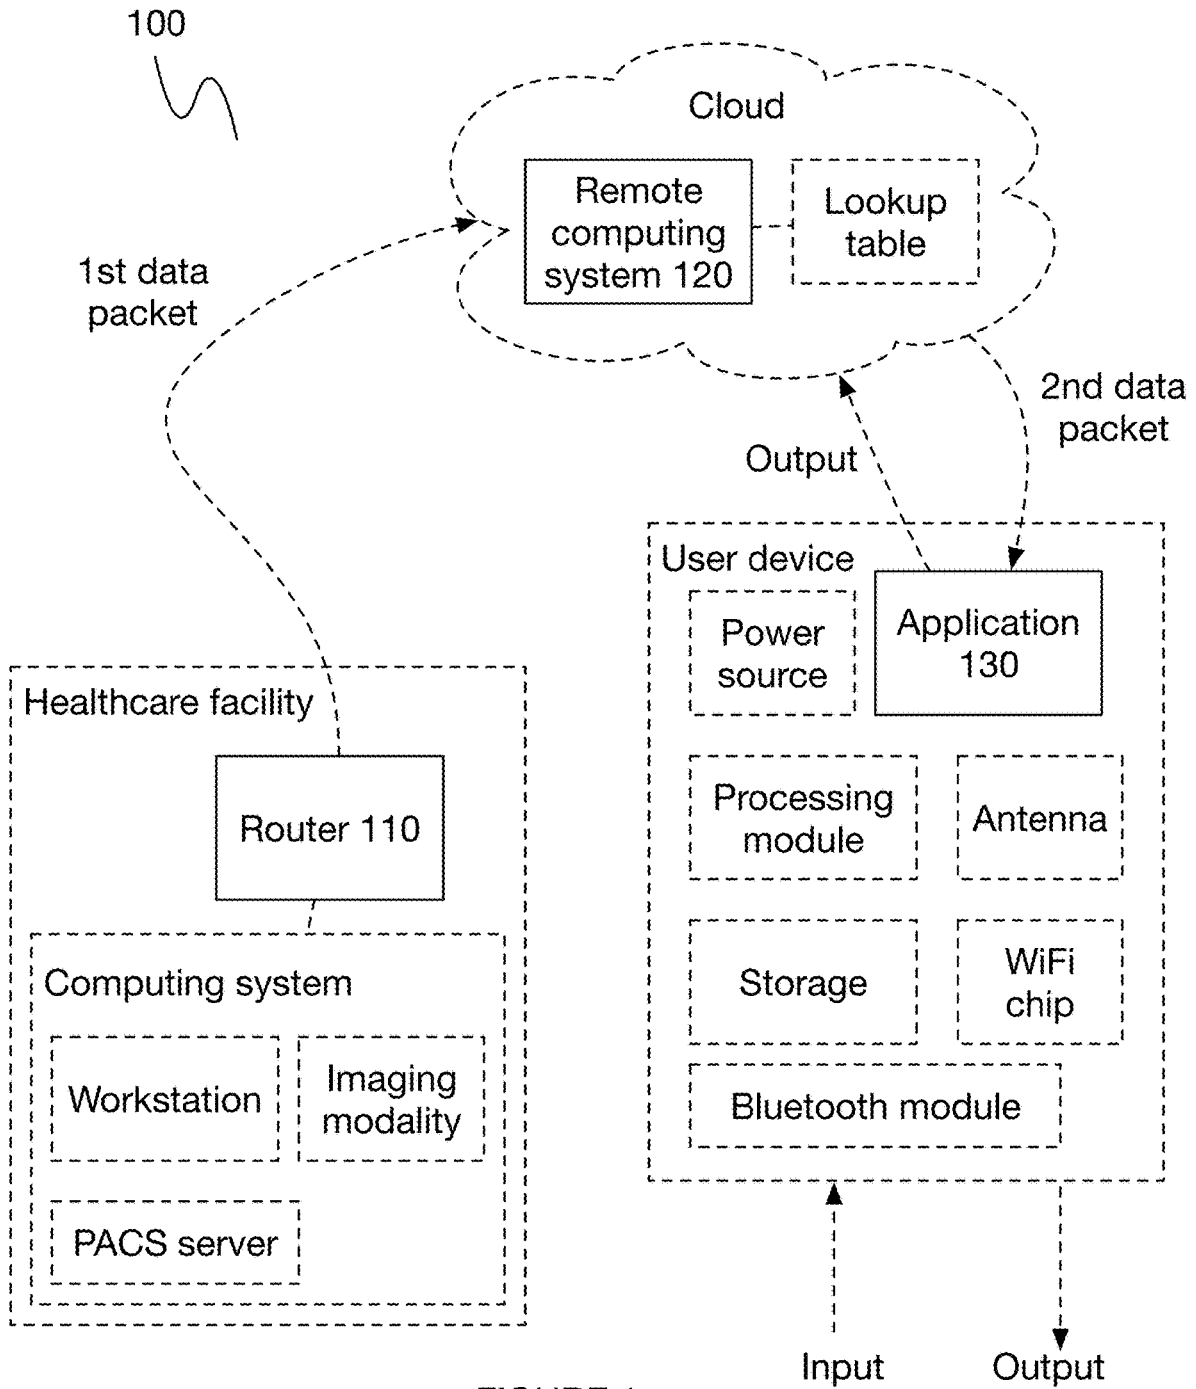 100
Cloud
Remote
computing
system 120
Lookup
table
1st data
packet
2nd data
packet
Output
User device
Power
source
Application
130
Healthcare facility
Router 110
Processing
module
Antenna
Computing system
Storage
WiFi
chip
Workstation
Imaging
modality
Bluetooth module
PACS server
Input
Output